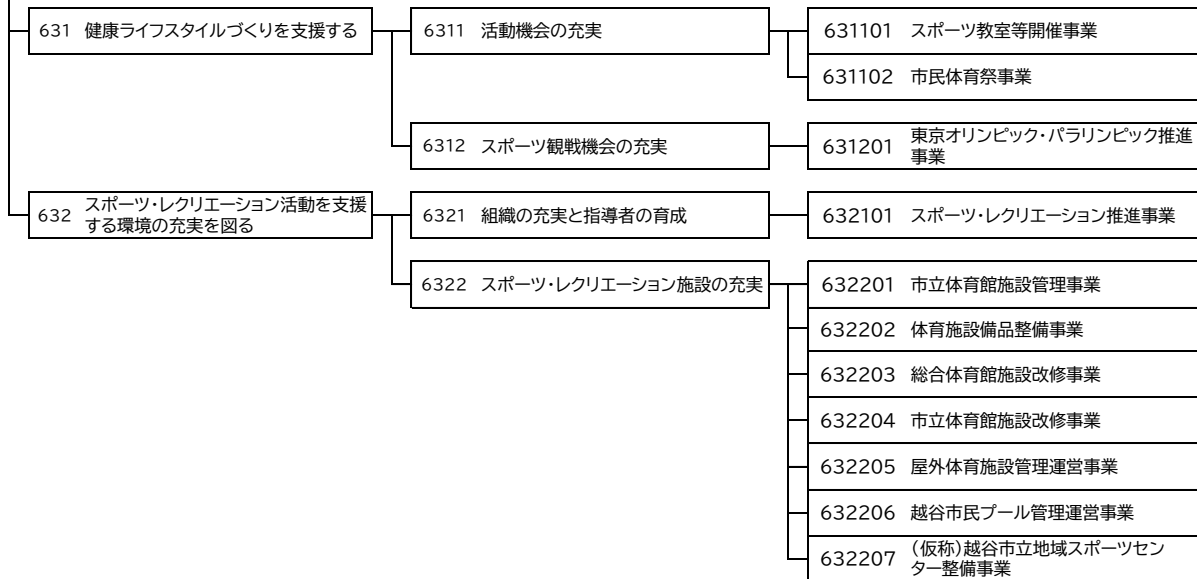 631 健康ライフスタイルづくりを支援する
6311 活動機会の充実
631101 スポーツ教室等開催事業
631102 市民体育祭事業
6312 スポーツ観戦機会の充実
631201 東京オリンピック・パラリンピック推進
事業
632 スポーツ・レクリエーション活動を支援
する環境の充実を図る
6321 組織の充実と指導者の育成
632101 スポーツ・レクリエーション推進事業
6322 スポーツ・レクリエーション施設の充実
632201 市立体育館施設管理事業
632202 体育施設備品整備事業
632203 総合体育館施設改修事業
632204 市立体育館施設改修事業
632205 屋外体育施設管理運営事業
632206 越谷市民プール管理運営事業
632207 (仮称)越谷市立地域スポーツセン
ター整備事業